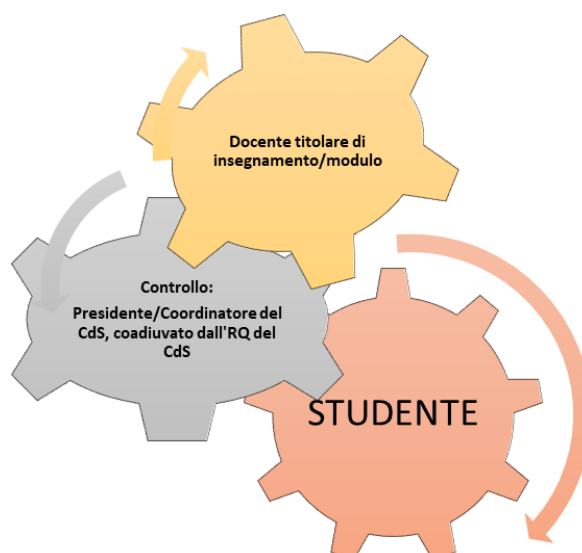 Docente titolare di
insegnamento/modulo
Controllo:
Presidente/Coordinatore del
CdS, coadiuvato dall'RQ del
CdS
STUDENTE